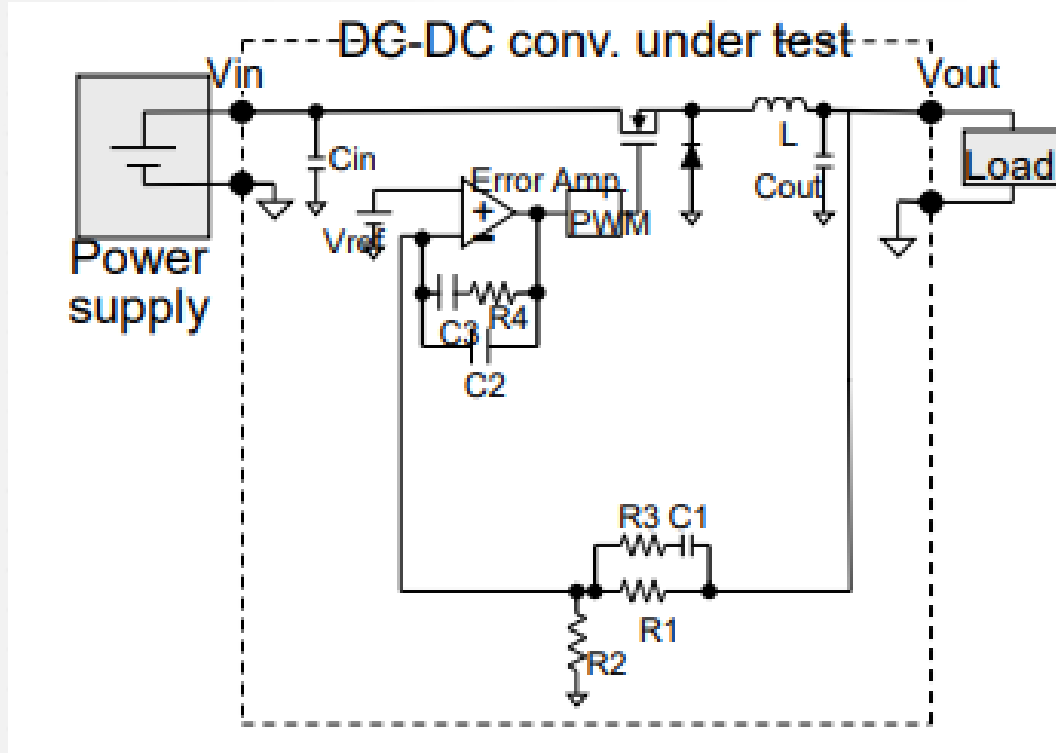 DC-DC conv. under test
Vin
Vout
Cin
L
Cout
Load
Error Amp
+
-
PWM
Vref
Power
supply
C3
R4
C2
R3 C1
R1
R2